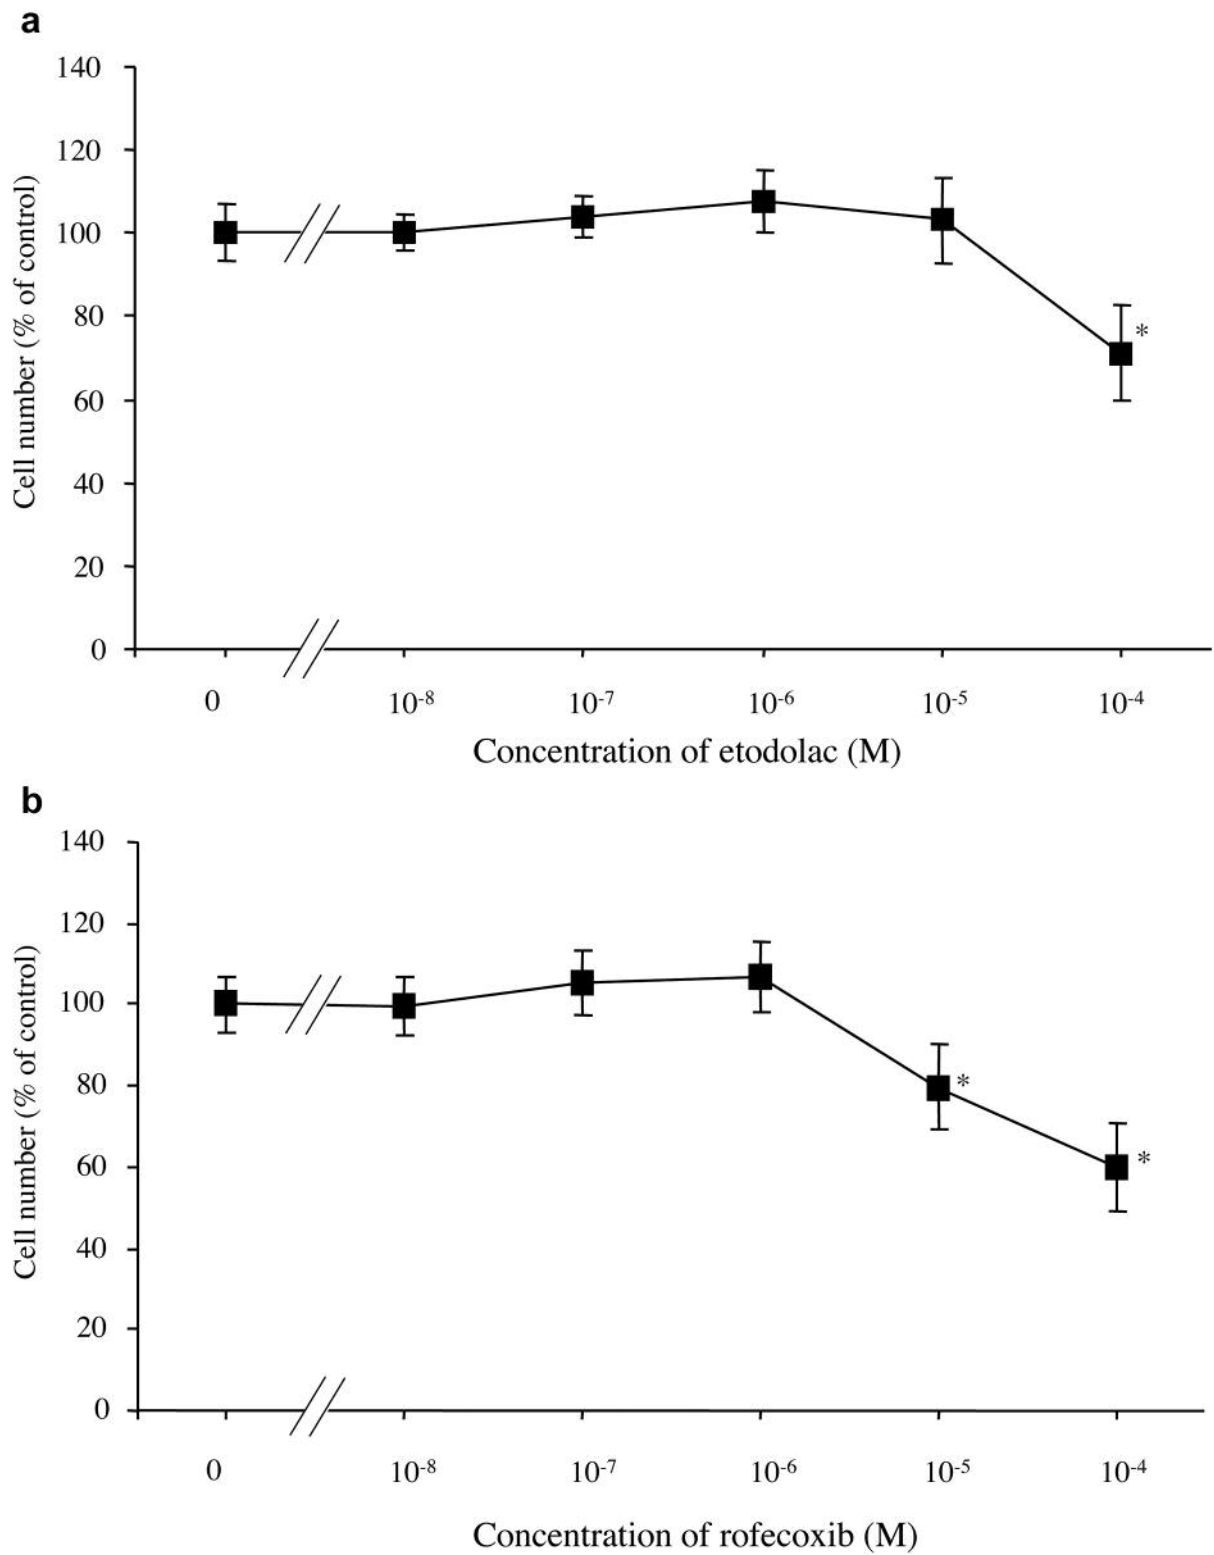 a
140
120
100
80
60
40
20
0
Cell number (% of control)
*
0 10-8 10-7 10-6 10-5 10-4
Concentration of etodolac (M)
b
140
120
100
80
60
40
20
0
Cell number (% of control)
*
*
0 10-8 10-7 10-6 10-5 10-4
Concentration of rofecoxib (M)